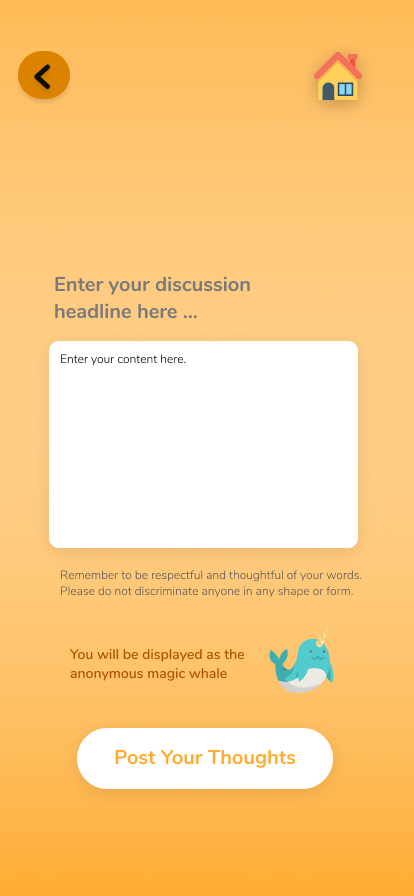 Enter your discussion
headline here ...
Enter your content here.
Remember to be respectful and thoughtful of your words.
Please do not discriminate anyone in any shape or form.
You will be displayed as the
anonymous magic whale
Post Your Thoughts